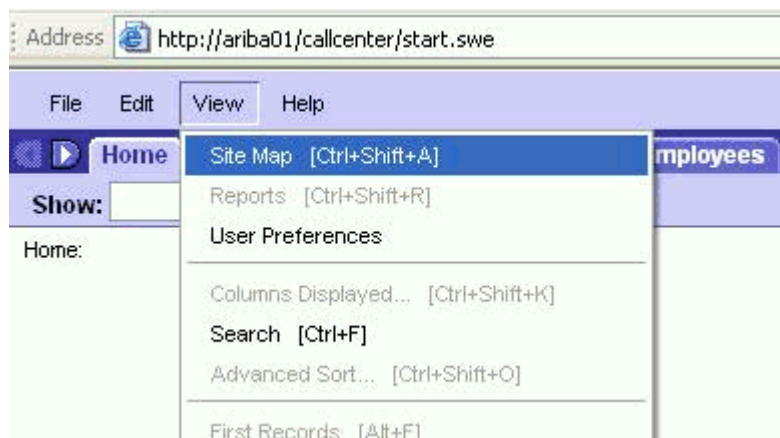 Address http://ariba01/callcenter/start.swe
File Edit View Help
Home Site Map [Ctrl+Shift+A] mployees
Show: Reports [Ctrl+Shift+R]
Home: User Preferences
Columns Displayed... [Ctrl+Shift+K]
Search [Ctrl+F]
Advanced Sort... [Ctrl+Shift+O]
First Records [Alt+F]